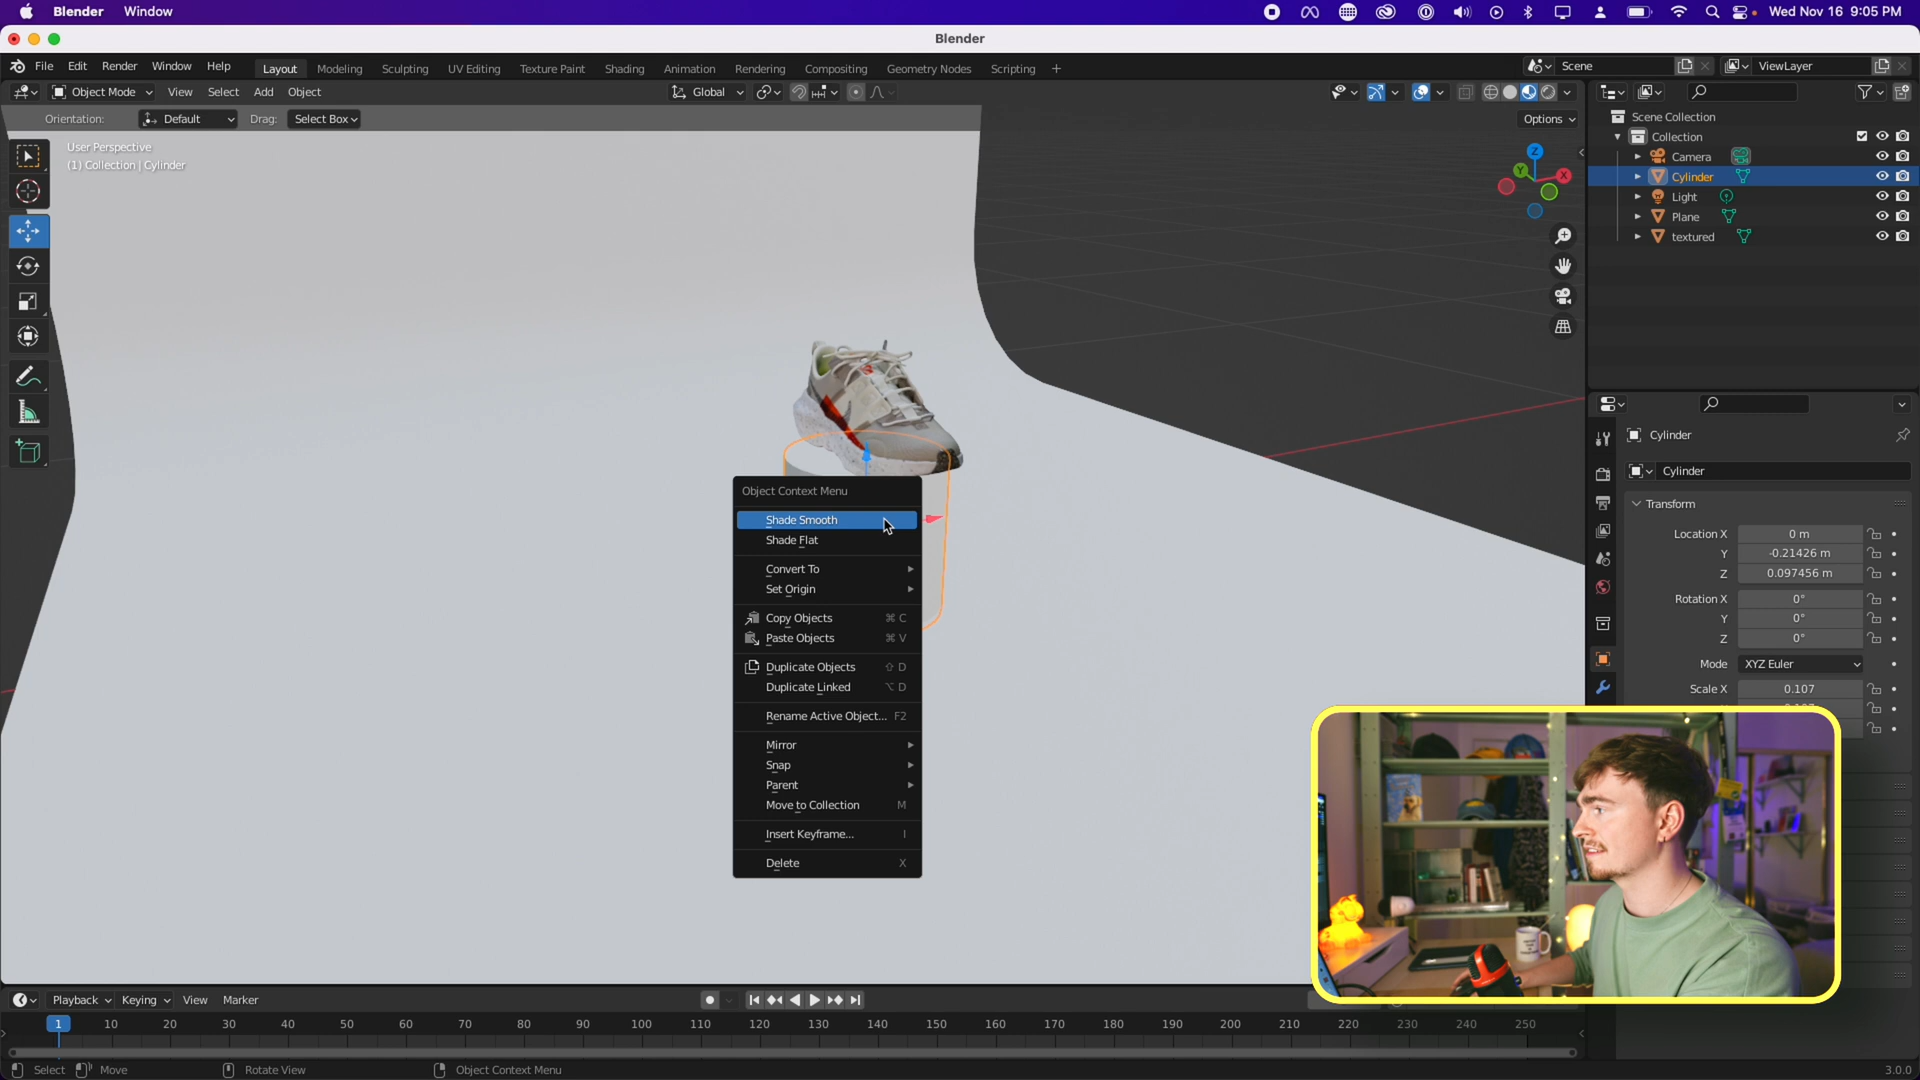 Blender Window Wed Nov 16 9:05 PM
Blender
File Edit Render Window Help Layout Modeling Sculpting UV Editing Texture Paint Shading Animation Rendering Compositing Geometry Nodes Scripting + Scene ViewLayer
Object Mode View Select Add Object Global
Orientation: Default Drag: Select Box Options
User Perspective
(1) Collection | Cylinder
Z
Y
X
Scene Collection
Collection
Camera
Cylinder
Light
Plane
textured
Cylinder
Cylinder
Transform
Location X 0 m
Y -0.21426 m
Z 0.097456 m
Rotation X 0°
Y 0°
Z 0°
Mode XYZ Euler
Scale X 0.107
Object Context Menu
Shade Smooth
Shade Flat
Convert To
Set Origin
Copy Objects ⌘ C
Paste Objects ⌘ V
Duplicate Objects ⇧ D
Duplicate Linked ⌥ D
Rename Active Object... F2
Mirror
Snap
Parent
Move to Collection M
Insert Keyframe... I
Delete X
Playback Keying View Marker
1 10 20 30 40 50 60 70 80 90 100 110 120 130 140 150 160 170 180 190 200 210 220 230 240 250
Select Move Rotate View Object Context Menu 3.0.0